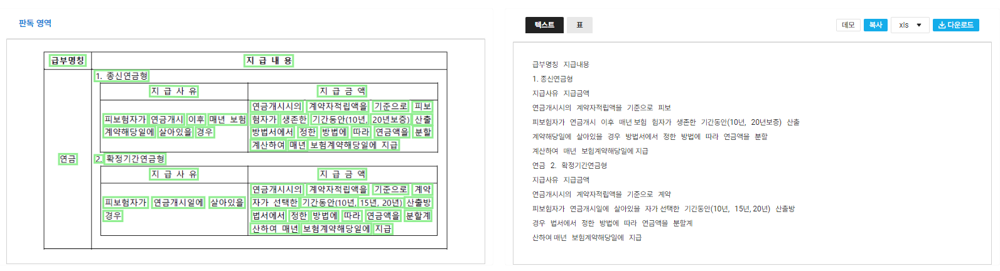 판독 영역
급부명칭 지 급 내 용
1. 종신연금형
지 급 사 유 지 급 금 액
피보험자가 연금개시 이후 매년 보험
계약해당일에 살아있을 경우
연금개시시의 계약자적립액을 기준으로 피보
험자가 생존한 기간동안(10년, 20년보증) 산출
방법서에서 정한 방법에 따라 연금액을 분할
계산하여 매년 보험계약해당일에 지급
연금
2. 확정기간연금형
지 급 사 유 지 급 금 액
피보험자가 연금개시일에 살아있을
경우
연금개시시의 계약자적립액을 기준으로 계약
자가 선택한 기간동안(10년, 15년, 20년) 산출방
법서에서 정한 방법에 따라 연금액을 분할계
산하여 매년 보험계약해당일에 지급
텍스트 표 데모 복사 xls 다운로드
급부명칭 지급내용
1. 종신연금형
지급사유 지급금액
연금개시시의 계약자적립액을 기준으로 피보
피보험자가 연금개시 이후 매년 보험 험자가 생존한 기간동안(10년, 20년보증) 산출
계약해당일에 살아있을 경우 방법서에서 정한 방법에 따라 연금액을 분할
계산하여 매년 보험계약해당일에 지급
연금 2. 확정기간연금형
지급사유 지급금액
연금개시시의 계약자적립액을 기준으로 계약
피보험자가 연금개시일에 살아있을 자가 선택한 기간동안(10년, 15년, 20년) 산출방
경우 법서에서 정한 방법에 따라 연금액을 분할계
산하여 매년 보험계약해당일에 지급